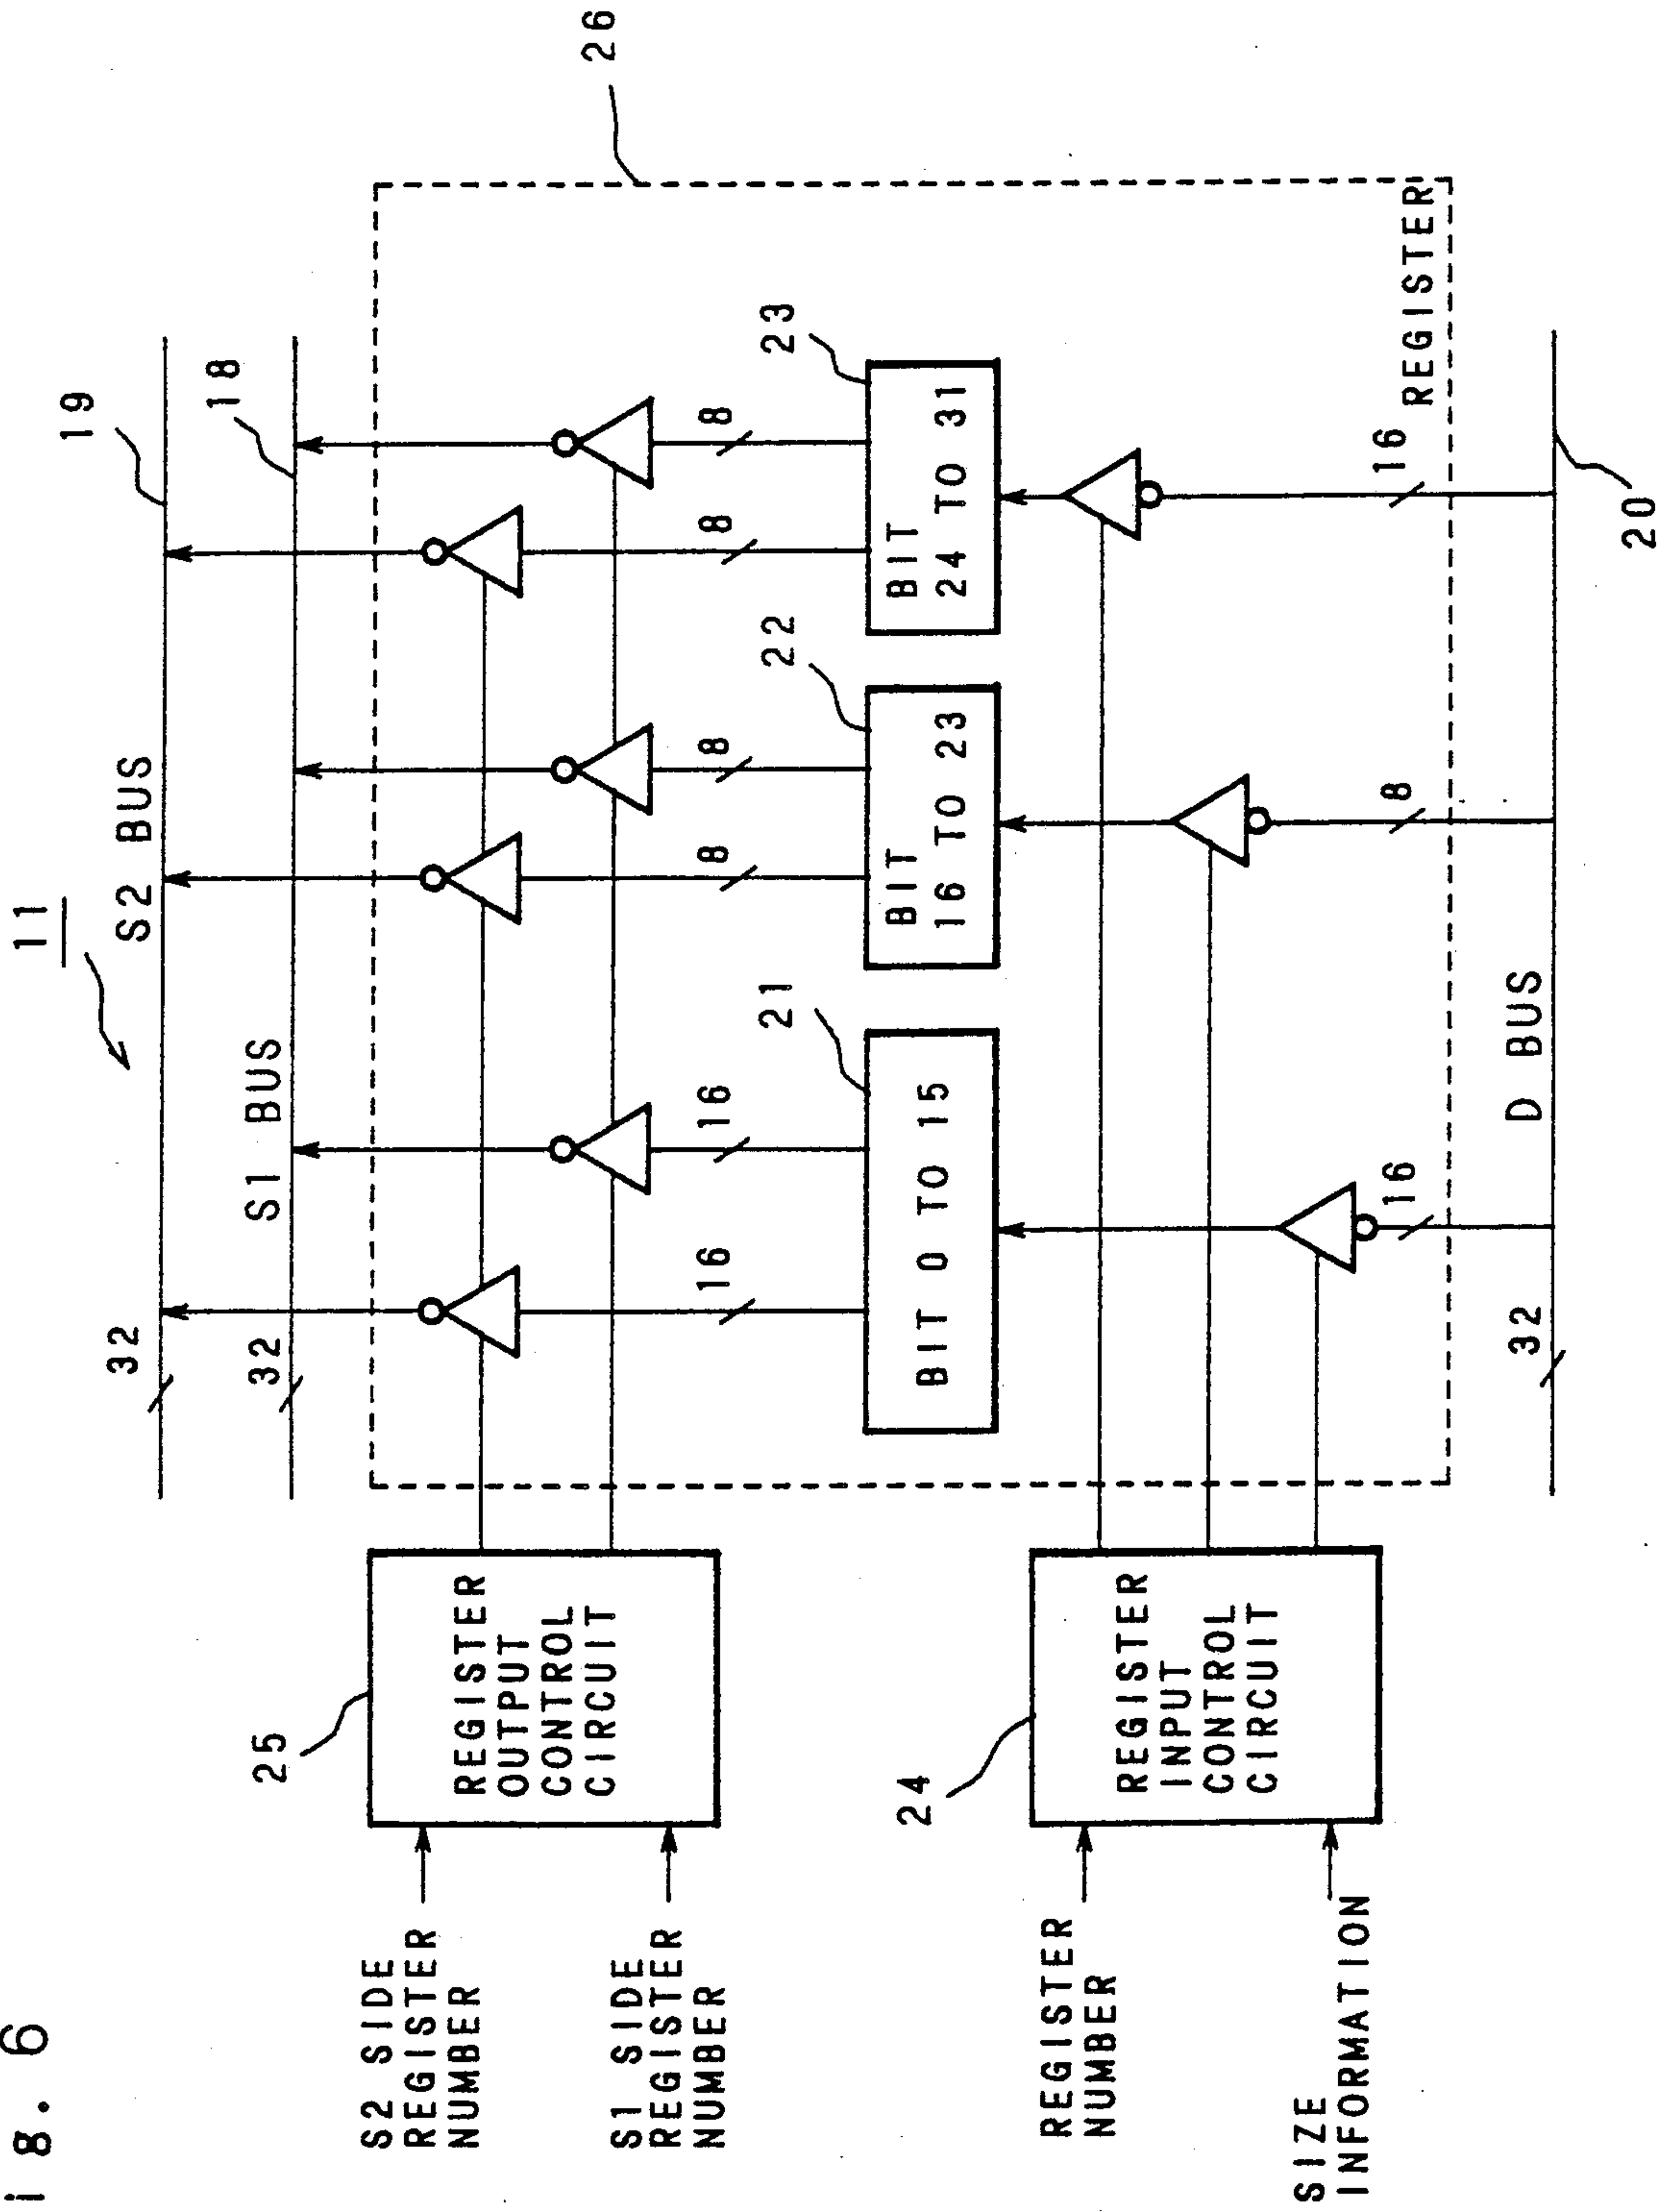 i g. 6
11
19
18
26
32
S2 BUS
32
S1 BUS
25
REGISTER
OUTPUT
CONTROL
CIRCUIT
S2 SIDE
REGISTER
NUMBER
S1 SIDE
REGISTER
NUMBER
16
16
8
8
8
8
21
22
23
BIT 0 TO 15
BIT
16 TO 23
BIT
24 TO 31
24
REGISTER
INPUT
CONTROL
CIRCUIT
REGISTER
NUMBER
SIZE
INFORMATION
16
8
16
REGISTER
32
D BUS
20